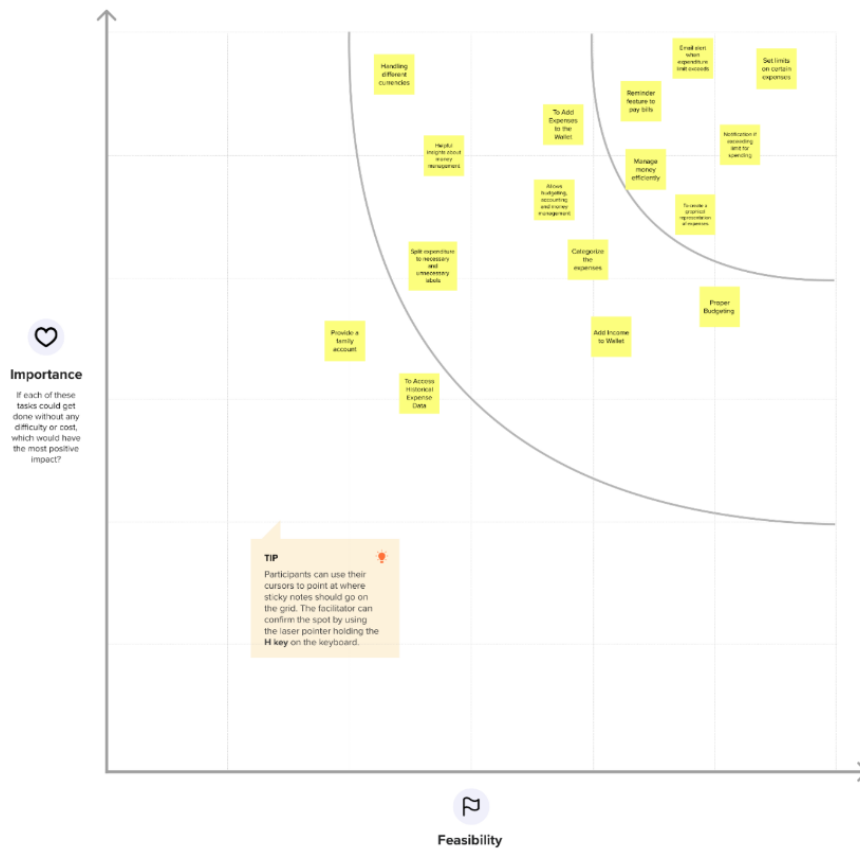 Handling
different
currencies
Helpful
insights about
money
management
Split expenditure
to necessary
and
unnecessary
labels
Provide a
family
account
To Access
Historical
Expense
Data
To Add
Expenses
to the
Wallet
Allows
budgeting,
accounting
and money
management
Categorize
the
expenses
Add Income
to Wallet
Email alert
when
expenditure
limit exceeds
Set limits
on certain
expenses
Reminder
feature to
pay bills
Notification if
exceeding
limit for
spending
Manage
money
efficiently
To create a
graphical
representation
of expenses
Proper
Budgeting
Importance
If each of these
tasks could get
done without any
difficulty or cost,
which would have
the most positive
impact?
TIP
Participants can use their
cursors to point at where
sticky notes should go on
the grid. The facilitator can
confirm the spot by using
the laser pointer holding the
H key on the keyboard.
Feasibility